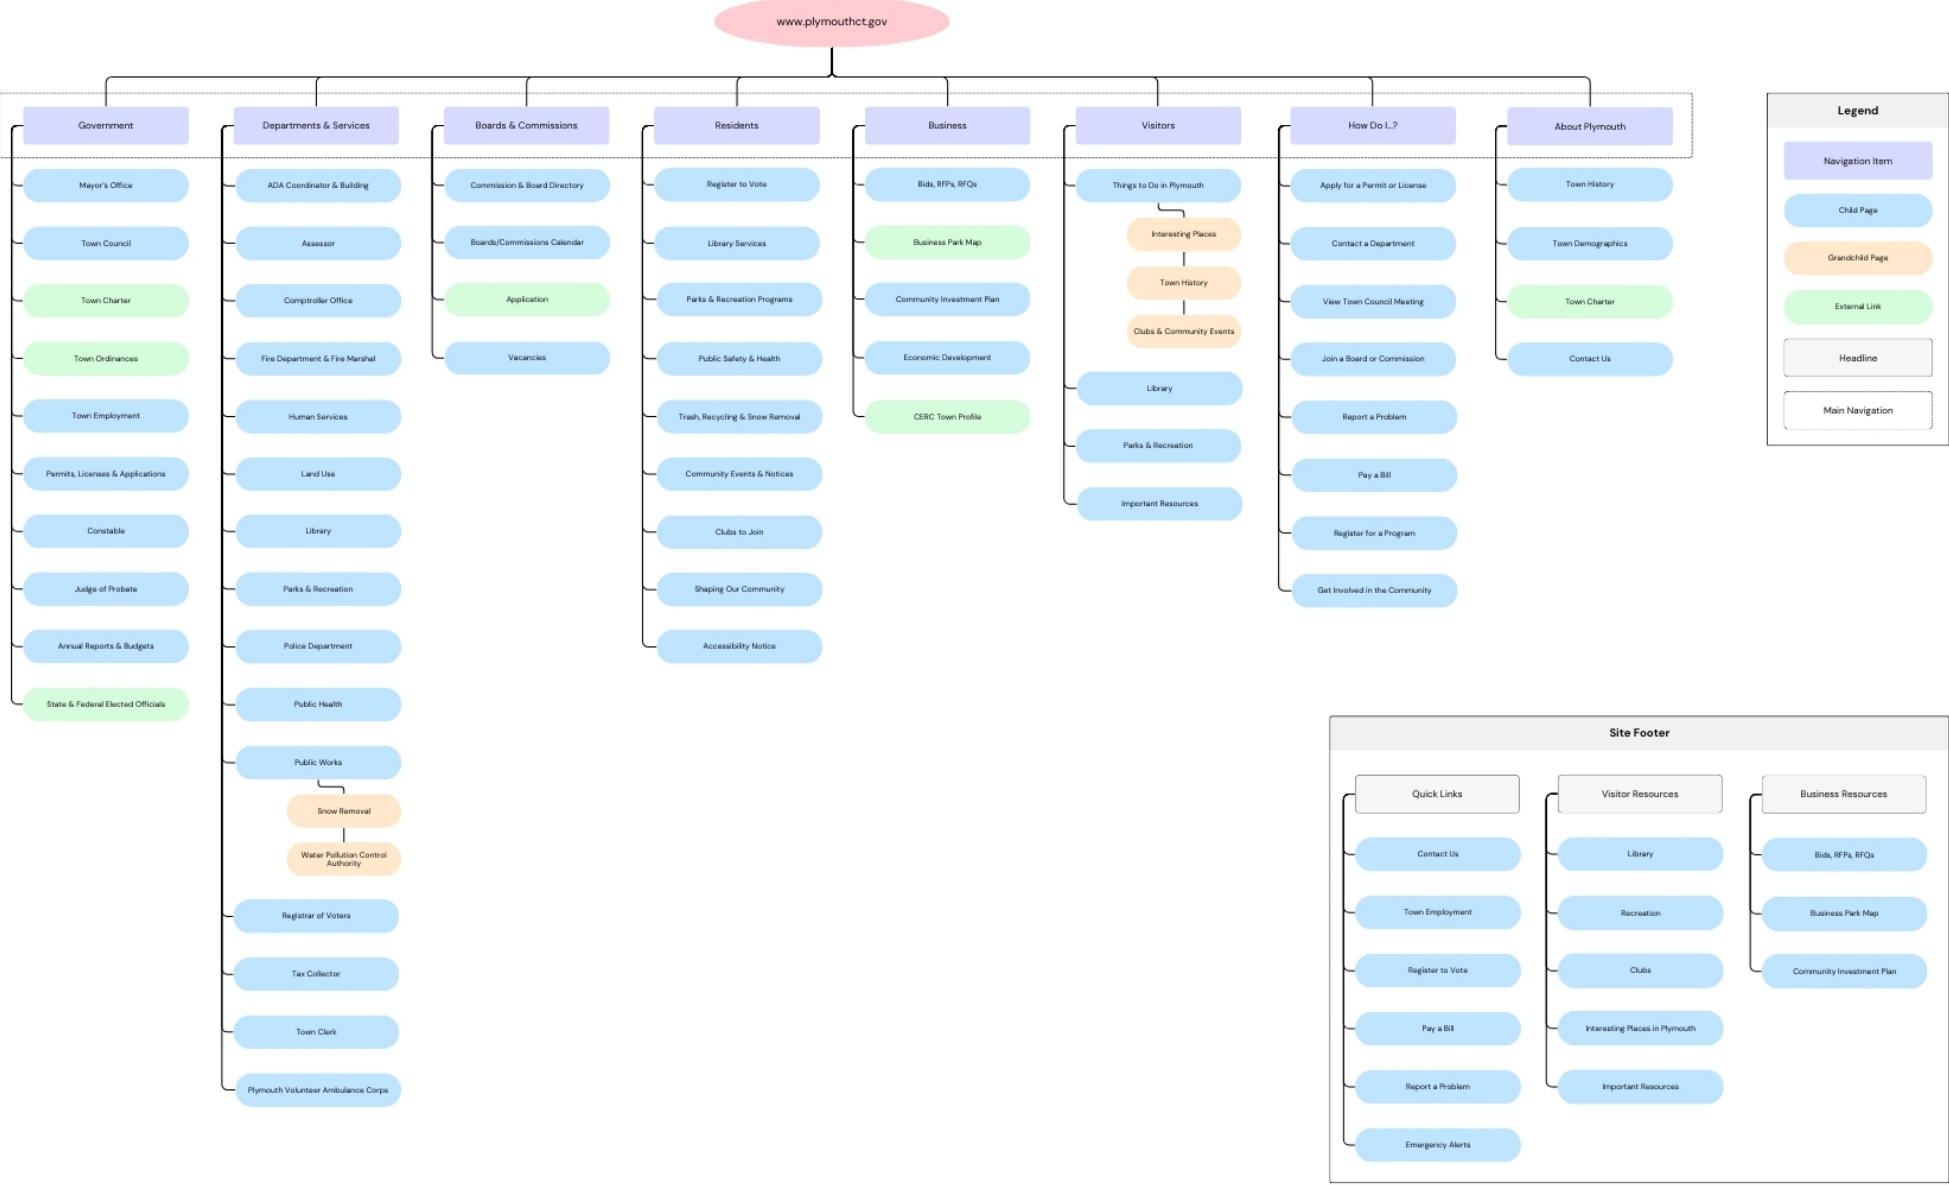 www.plymouthct.gov
Government
Mayor's Office
Town Council
Town Charter
Town Ordinances
Town Employment
Permits, Licenses & Applications
Constable
Judge of Probate
Annual Reports & Budgets
State & Federal Elected Officials
Departments & Services
ADA Coordinator & Building
Assessor
Comptroller Office
Fire Department & Fire Marshal
Human Services
Land Use
Library
Parks & Recreation
Police Department
Public Health
Public Works
Snow Removal
Water Pollution Control
Authority
Registrar of Voters
Tax Collector
Town Clerk
Plymouth Volunteer Ambulance Corps
Boards & Commissions
Commission & Board Directory
Boards/Commissions Calendar
Application
Vacancies
Residents
Register to Vote
Library Services
Parks & Recreation Programs
Public Safety & Health
Trash, Recycling & Snow Removal
Community Events & Notices
Clubs to Join
Shaping Our Community
Accessibility Notice
Business
Bids, RFPs, RFQs
Business Park Map
Community Investment Plan
Economic Development
CERC Town Profile
Visitors
Things to Do in Plymouth
Interesting Places
Town History
Clubs & Community Events
Library
Parks & Recreation
Important Resources
How Do I...?
Apply for a Permit or License
Contact a Department
View Town Council Meeting
Join a Board or Commission
Report a Problem
Pay a Bill
Register for a Program
Get Involved in the Community
About Plymouth
Town History
Town Demographics
Town Charter
Contact Us
Legend
Navigation Item
Child Page
Grandchild Page
External Link
Headline
Main Navigation
Site Footer
Quick Links
Contact Us
Town Employment
Register to Vote
Pay a Bill
Report a Problem
Emergency Alerts
Visitor Resources
Library
Recreation
Clubs
Interesting Places in Plymouth
Important Resources
Business Resources
Bids, RFPs, RFQs
Business Park Map
Community Investment Plan